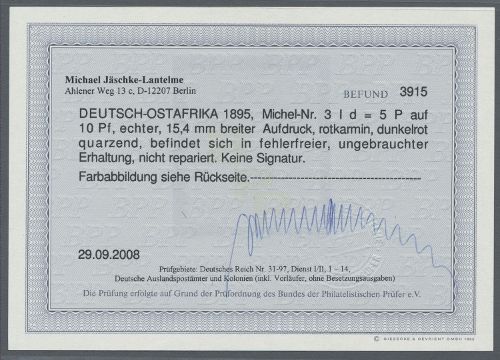 Michael Jäschke-Lantelme
Ahlener Weg 13 c, D-12207 Berlin
BEFUND 3915
DEUTSCH-OSTAFRIKA 1895, Michel-Nr. 3 I d = 5 P auf
10 Pf, echter, 15,4 mm breiter Aufdruck, rotkarmin, dunkelrot
quarzend, befindet sich in fehlerfreier, ungebrauchter
Erhaltung, nicht repariert. Keine Signatur.
Farbabbildung siehe Rückseite.
29.09.2008
Prüfgebiete: Deutsches Reich Nr. 31-97, Dienst I/II, 1 – 14,
Deutsche Auslandspostämter und Kolonien (inkl. Vorläufer, ohne Besetzungsausgaben)
Die Prüfung erfolgte auf Grund der Prüfordnung des Bundes der Philatelistischen Prüfer e.V.
© GIESECKE & DEVRIENT GMBH